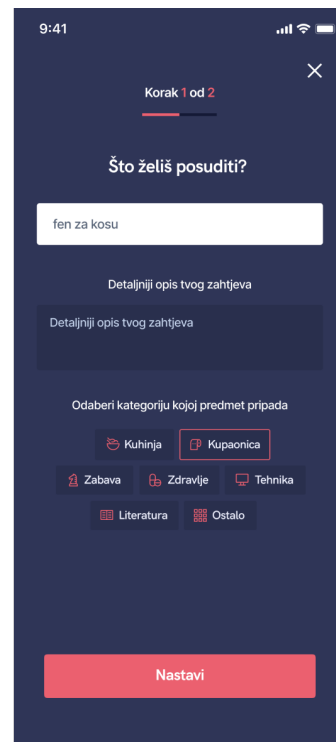 9:41
Korak 1 od 2
Što želiš posuditi?
fen za kosu
Detaljniji opis tvog zahtjeva
Detaljniji opis tvog zahtjeva
Odaberi kategoriju kojoj predmet pripada
Kuhinja Kupaonica
Zabava Zdravlje Tehnika
Literatura Ostalo
Nastavi